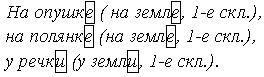 На опушке ( на земле, 1-е скл.),
на полянке (на земле, 1-е скл.),
у речки (у земли, 1-е скл.).